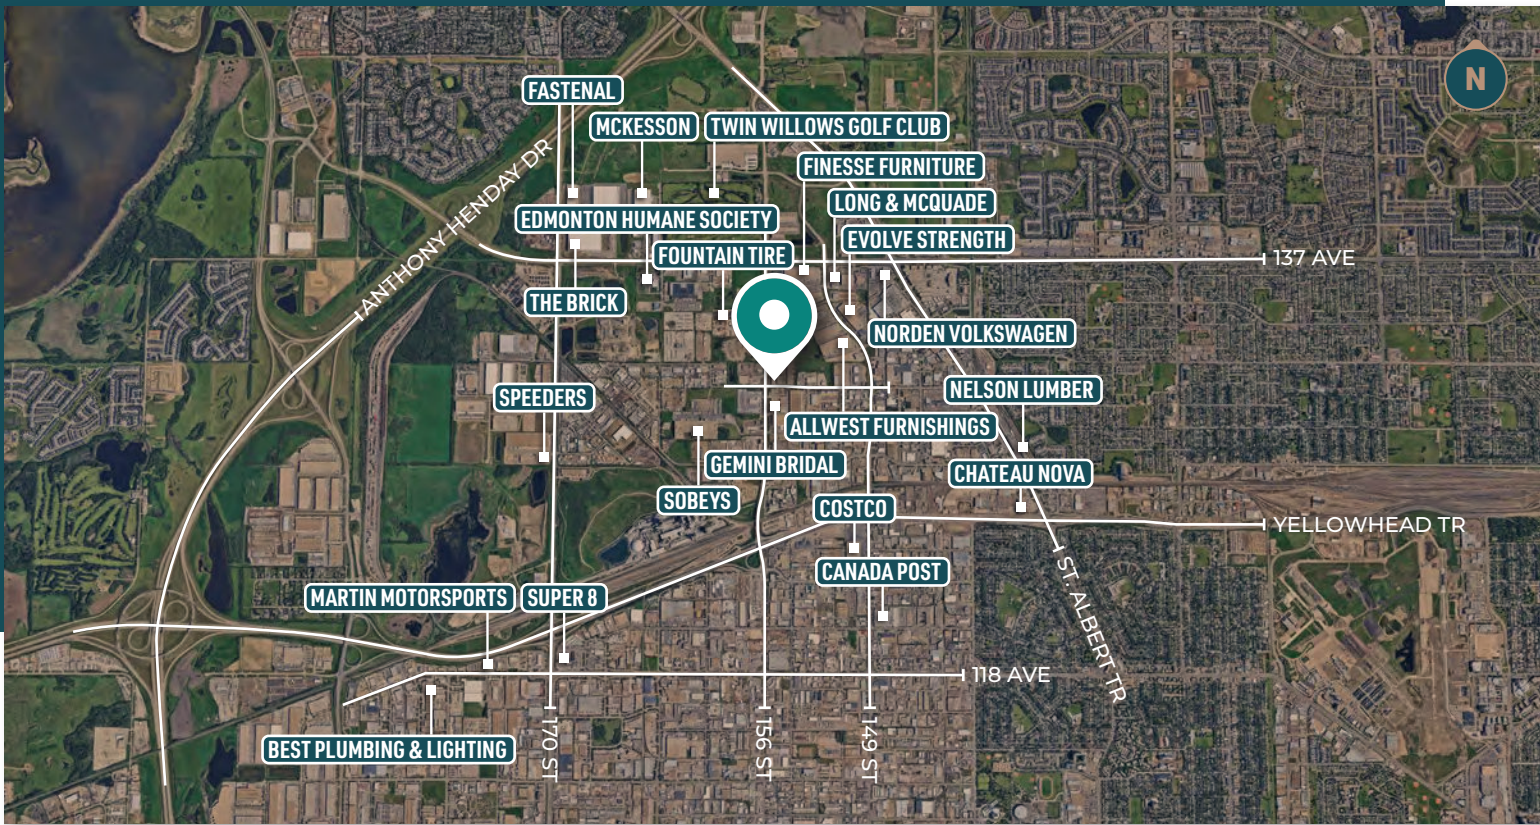 N
FASTENAL
MCKESSON
TWIN WILLOWS GOLF CLUB
ANTHONY HENDAY DR
FINESSE FURNITURE
LONG & MCQUADE
EDMONTON HUMANE SOCIETY
EVOLVE STRENGTH
FOUNTAIN TIRE
137 AVE
THE BRICK
NORDEN VOLKSWAGEN
SPEEDERS
NELSON LUMBER
ALLWEST FURNISHINGS
GEMINI BRIDAL
CHATEAU NOVA
SOBEYS
COSTCO
YELLOWHEAD TR
CANADA POST
MARTIN MOTORSPORTS
SUPER 8
ST. ALBERT TR
118 AVE
BEST PLUMBING & LIGHTING
170 ST
156 ST
149 ST